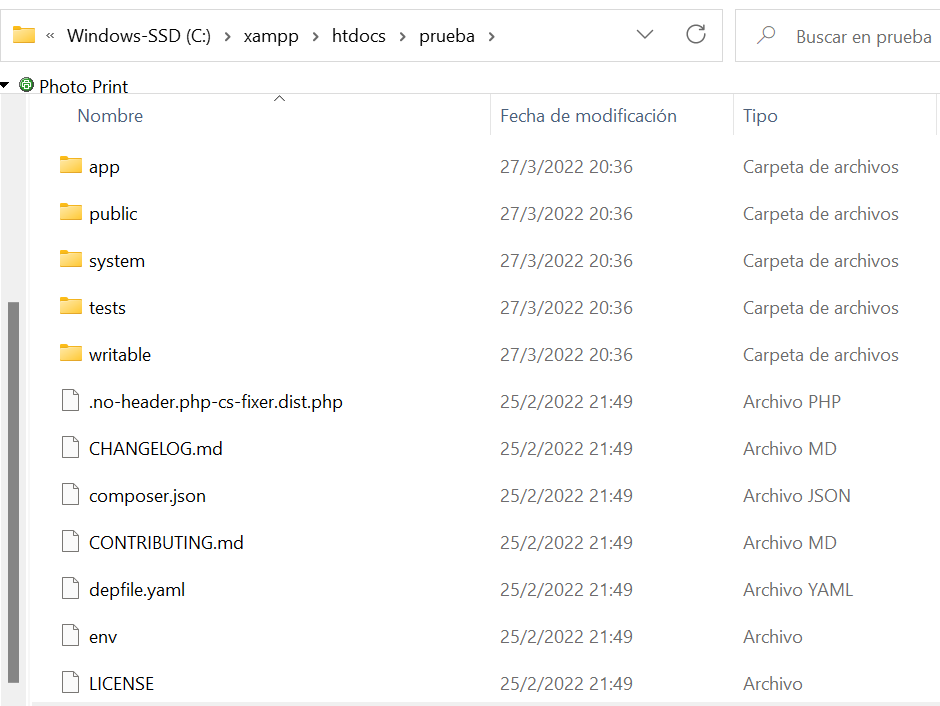 « Windows-SSD (C:) > xampp > htdocs > prueba >
Buscar en prueba
Photo Print
Nombre Fecha de modificación Tipo
app 27/3/2022 20:36 Carpeta de archivos
public 27/3/2022 20:36 Carpeta de archivos
system 27/3/2022 20:36 Carpeta de archivos
tests 27/3/2022 20:36 Carpeta de archivos
writable 27/3/2022 20:36 Carpeta de archivos
.no-header.php-cs-fixer.dist.php 25/2/2022 21:49 Archivo PHP
CHANGELOG.md 25/2/2022 21:49 Archivo MD
composer.json 25/2/2022 21:49 Archivo JSON
CONTRIBUTING.md 25/2/2022 21:49 Archivo MD
depfile.yaml 25/2/2022 21:49 Archivo YAML
env 25/2/2022 21:49 Archivo
LICENSE 25/2/2022 21:49 Archivo